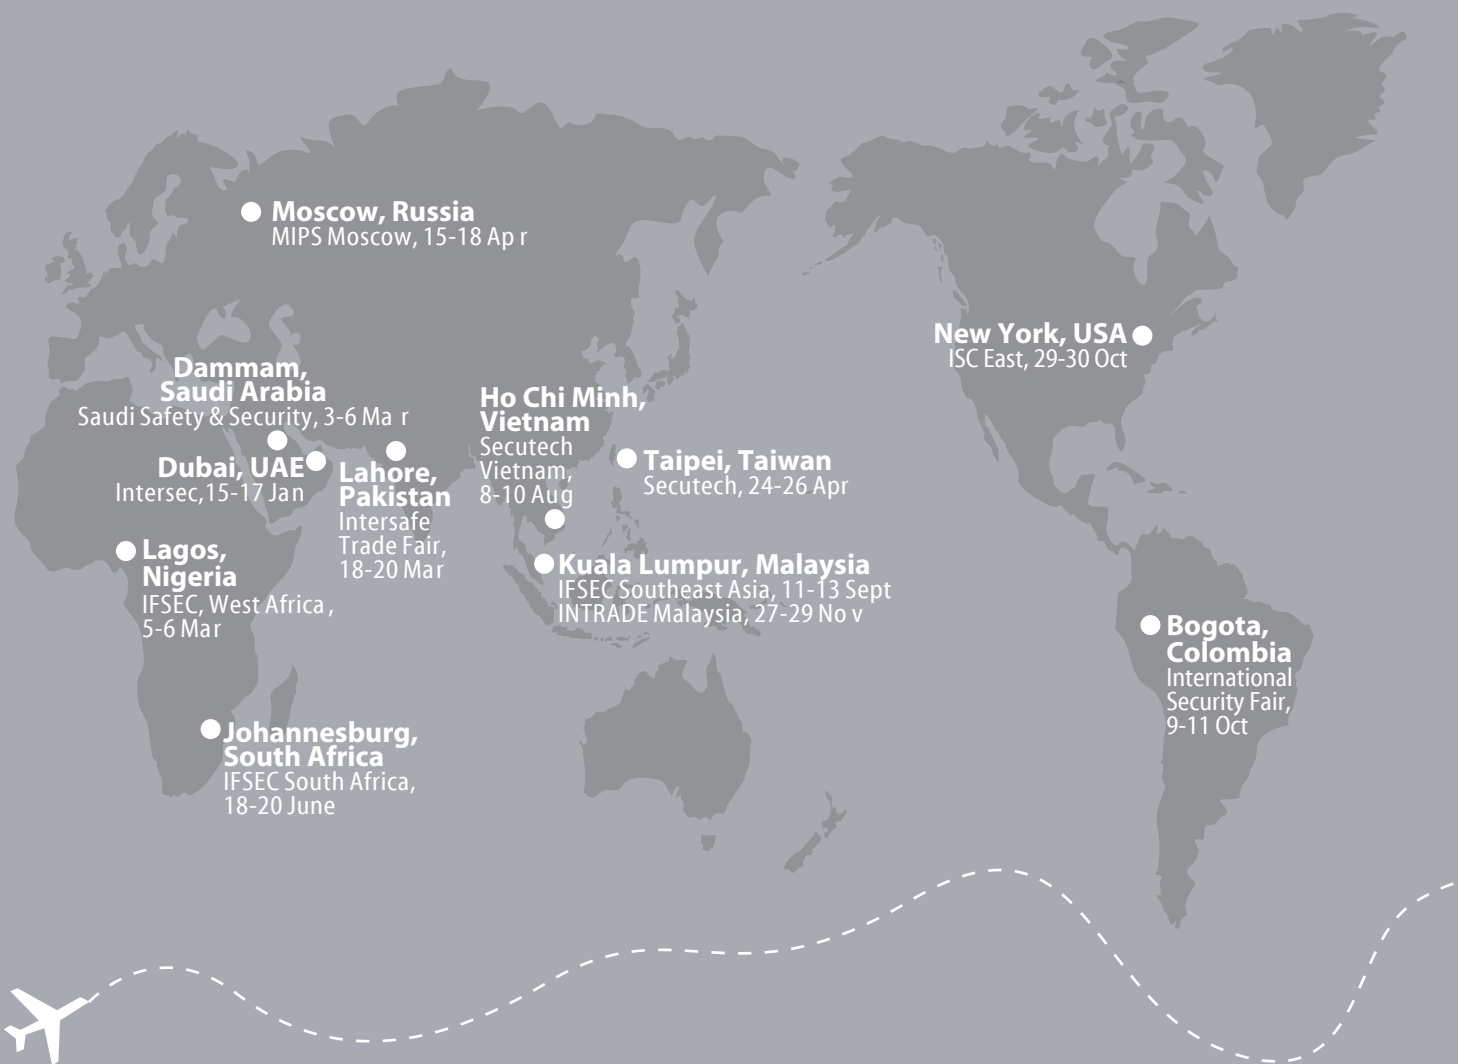 Moscow, Russia
MIPS Moscow, 15-18 Apr
New York, USA
ISC East, 29-30 Oct
Dammam,
Saudi Arabia
Saudi Safety & Security, 3-6 Mar
Dubai, UAE
Intersec,15-17 Jan
Lahore,
Pakistan
Intersafe
Trade Fair,
18-20 Mar
Ho Chi Minh,
Vietnam
Secutech
Vietnam,
8-10 Aug
Taipei, Taiwan
Secutech, 24-26 Apr
Lagos,
Nigeria
IFSEC, West Africa,
5-6 Mar
Kuala Lumpur, Malaysia
IFSEC Southeast Asia, 11-13 Sept
INTRADE Malaysia, 27-29 Nov
Bogota,
Colombia
International
Security Fair,
9-11 Oct
Johannesburg,
South Africa
IFSEC South Africa,
18-20 June